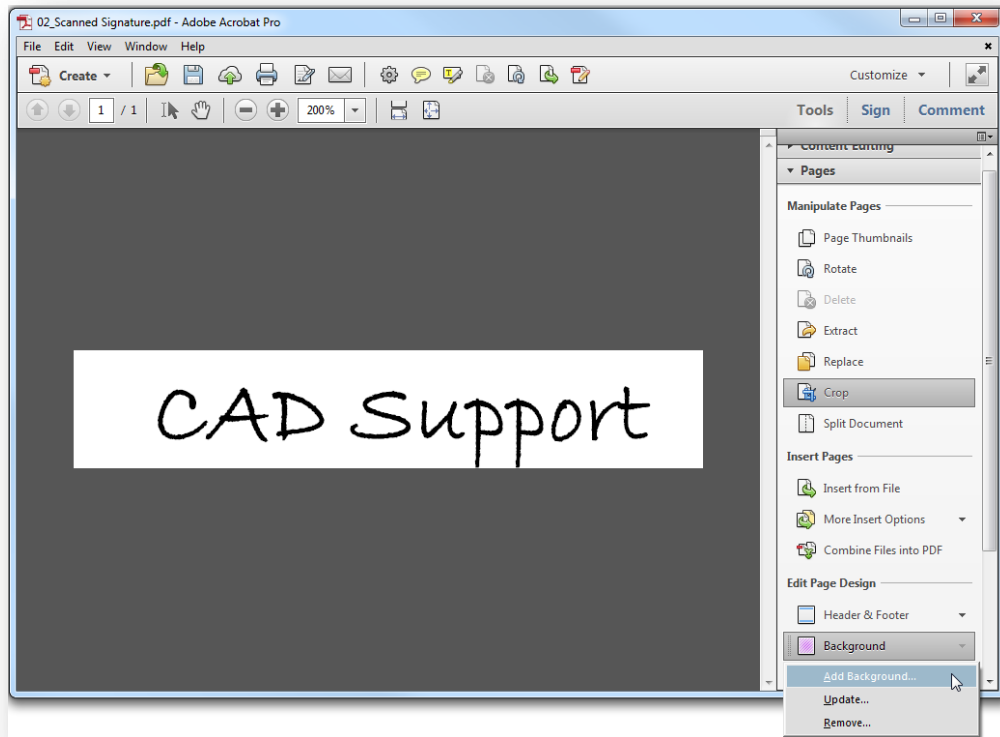 02_Scanned Signature.pdf - Adobe Acrobat Pro
File Edit View Window Help
Create
Customize
1 / 1
200%
Tools Sign Comment
Content Editing
Pages
Manipulate Pages
Page Thumbnails
Rotate
Delete
Extract
Replace
Crop
Split Document
Insert Pages
Insert from File
More Insert Options
Combine Files into PDF
Edit Page Design
Header & Footer
Background
Add Background...
Update...
Remove...
CAD Support